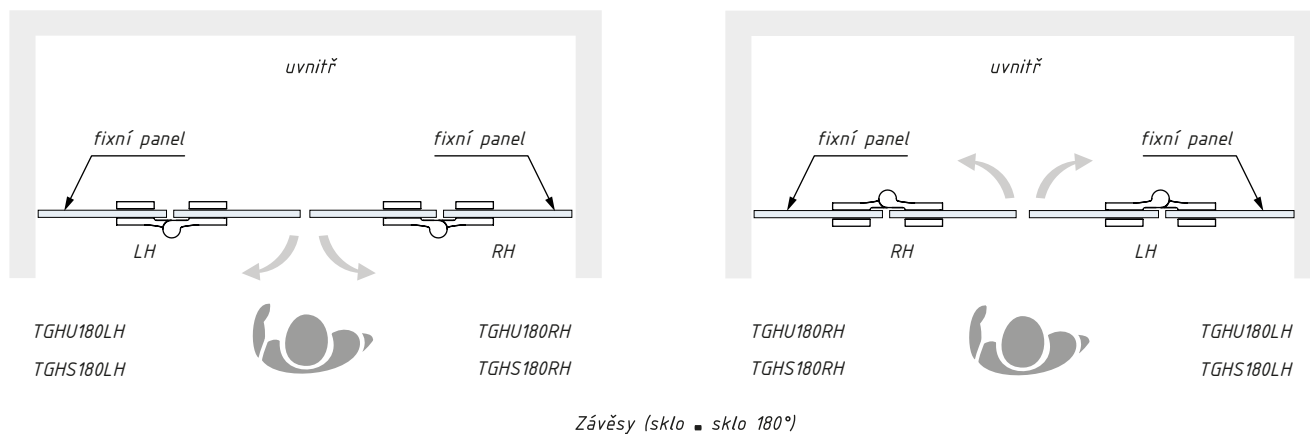 uvnitř
fixní panel
fixní panel
LH
RH
TGHU180LH
TGHS180LH
TGHU180RH
TGHS180RH
uvnitř
fixní panel
fixní panel
RH
LH
TGHU180RH
TGHS180RH
TGHU180LH
TGHS180LH
Závěsy (sklo - sklo 180°)